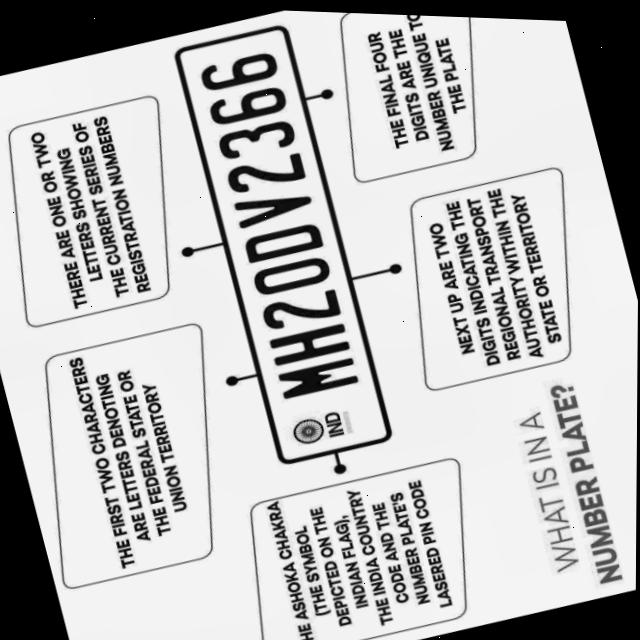 WHAT IS IN A
NUMBER PLATE?
THE ASHOKA CHAKRA
(THE SYMBOL
DEPICTED ON THE
INDIAN FLAG),
THE INDIA COUNTRY
CODE AND THE
NUMBER PLATE'S
LASERED PIN CODE
THE FIRST TWO CHARACTERS
ARE LETTERS DENOTING
THE FEDERAL STATE OR
UNION TERRITORY
NEXT UP ARE TWO
DIGITS INDICATING THE
REGIONAL TRANSPORT
AUTHORITY WITHIN THE
STATE OR TERRITORY
THERE ARE ONE OR TWO
LETTERS SHOWING
THE CURRENT SERIES OF
REGISTRATION NUMBERS
THE FINAL FOUR
DIGITS ARE THE
NUMBER UNIQUE TO
THE PLATE
IND
MH20DV2366